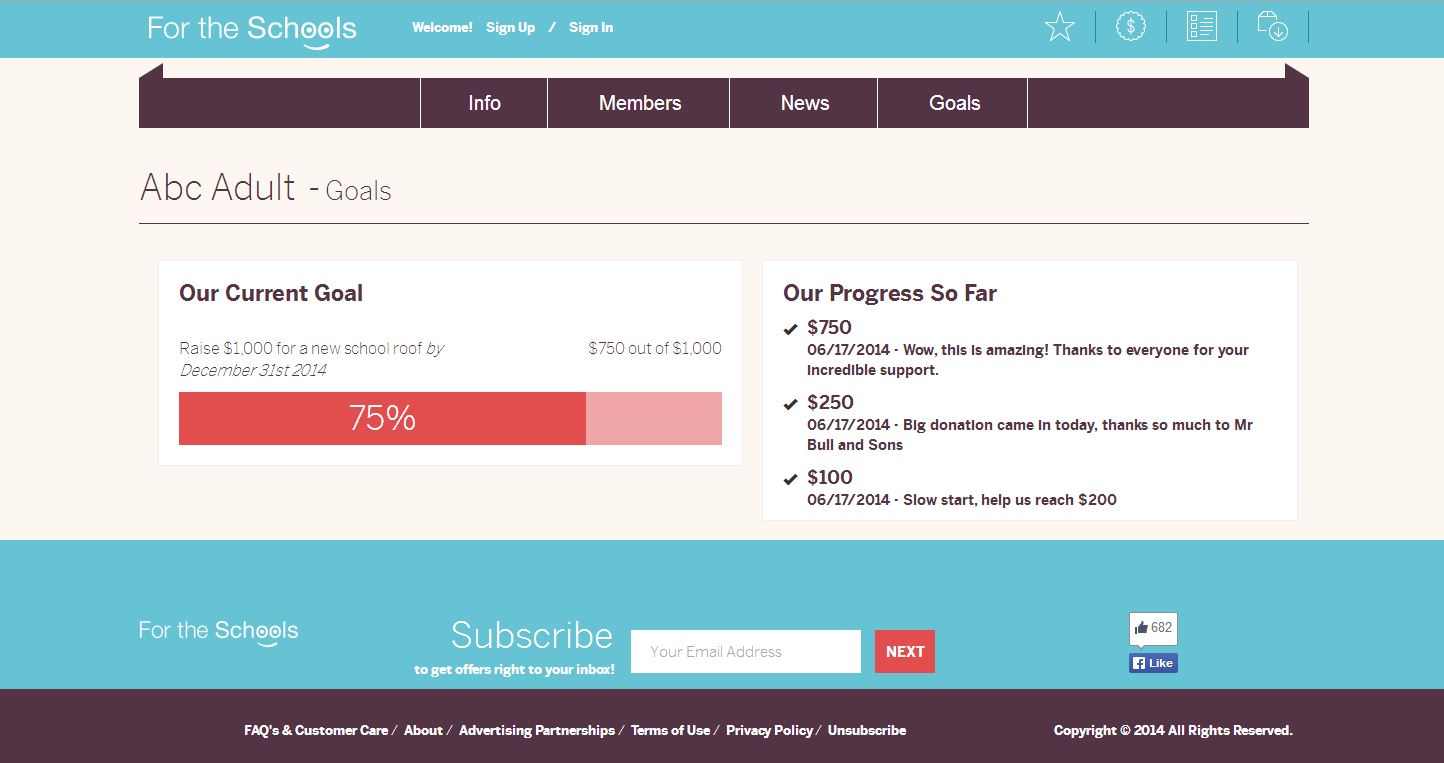 For the Schools
Welcome! Sign Up / Sign In
$
Info Members News Goals
Abc Adult - Goals
Our Current Goal
Raise $1,000 for a new school roof by
December 31st 2014
$750 out of $1,000
75%
Our Progress So Far
$750
06/17/2014 - Wow, this is amazing! Thanks to everyone for your
incredible support.
$250
06/17/2014 - Big donation came in today, thanks so much to Mr
Bull and Sons
$100
06/17/2014 - Slow start, help us reach $200
For the Schools
Subscribe
to get offers right to your inbox!
Your Email Address
NEXT
682
f Like
FAQ's & Customer Care / About / Advertising Partnerships / Terms of Use / Privacy Policy / Unsubscribe
Copyright © 2014 All Rights Reserved.